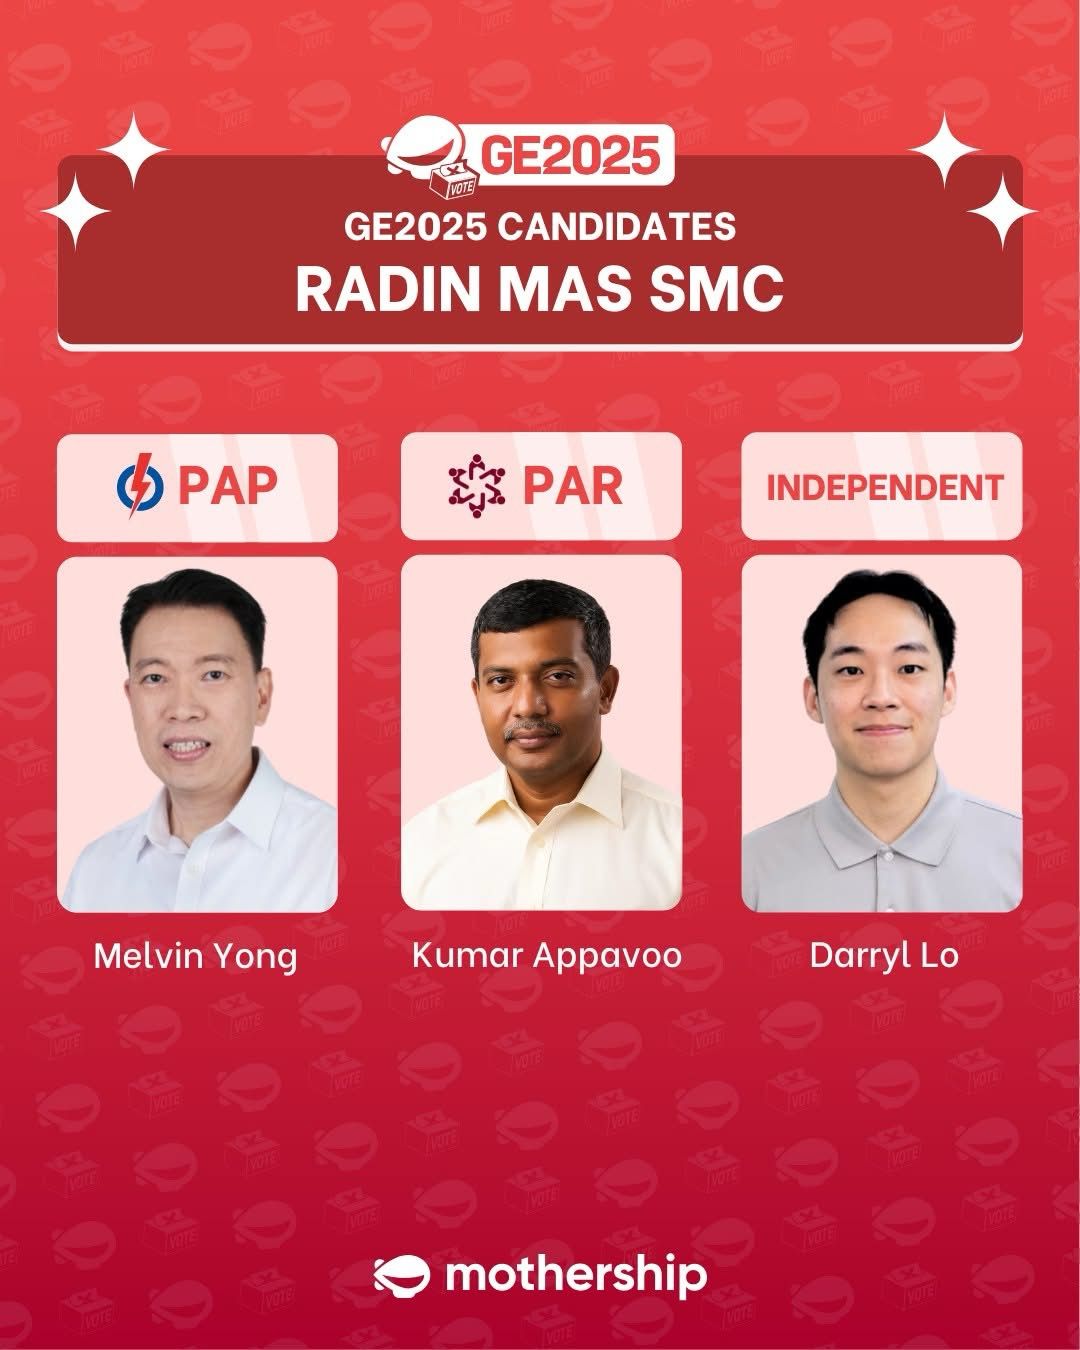 VOTE
GE2025
GE2025 CANDIDATES
RADIN MAS SMC
PAP
PAR
INDEPENDENT
Melvin Yong
Kumar Appavoo
Darryl Lo
mothership